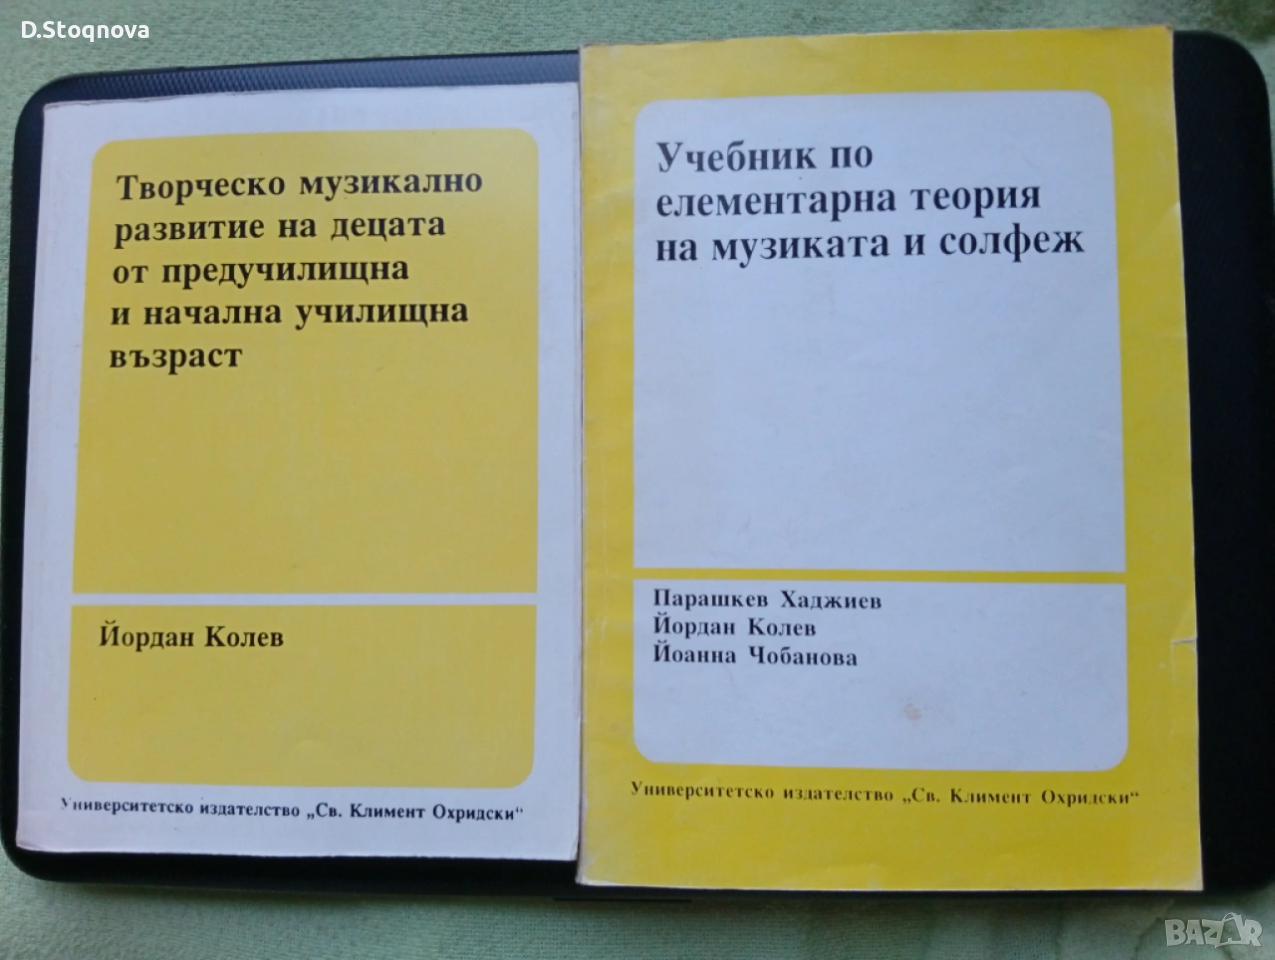 D.Stoqnova
Творческо музикално
развитие на децата
от предучилищна
и начална училищна
възраст
Йордан Колев
Университетско издателство „Св. Климент Охридски“
Учебник по
елементарна теория
на музиката и солфеж
Парашкев Хаджиев
Йордан Колев
Йоанна Чобанова
Университетско издателство „Св. Климент Охридски“
BAZAR